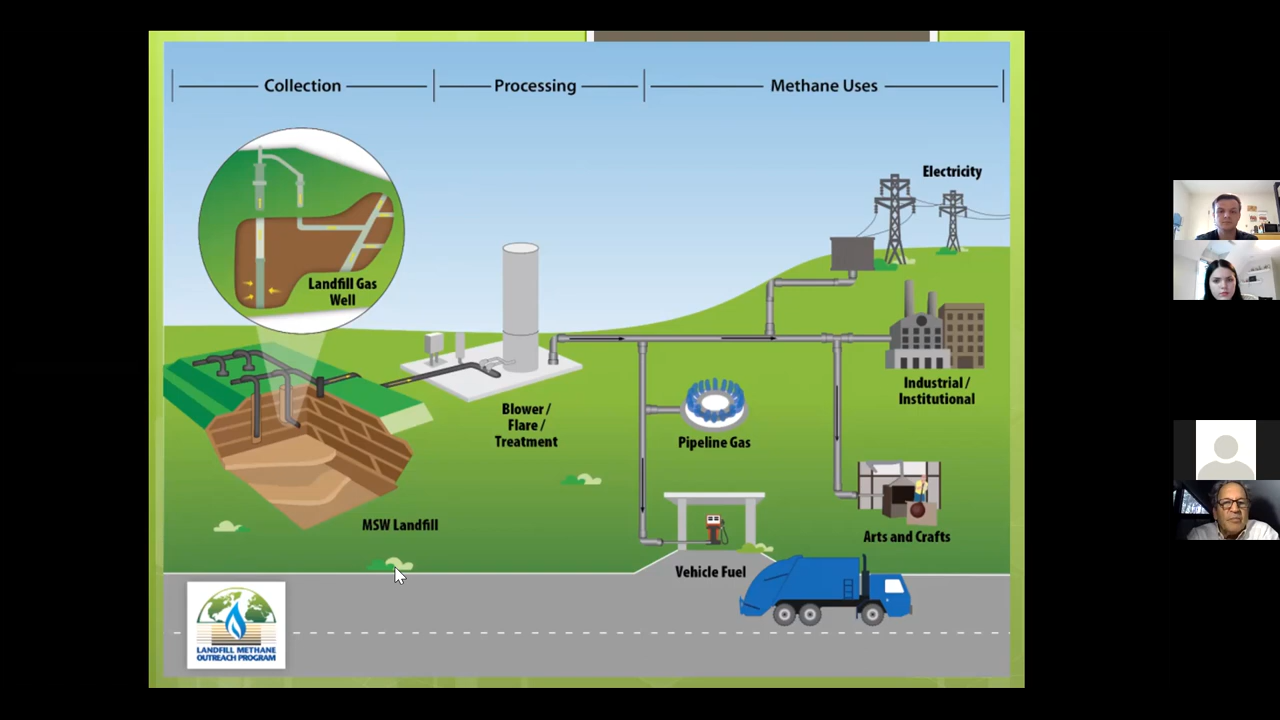 Collection
Processing
Methane Uses
Electricity
Landfill Gas
Well
Industrial /
Institutional
Blower /
Flare /
Treatment
Pipeline Gas
MSW Landfill
Arts and Crafts
Vehicle Fuel
LANDFILL METHANE
OUTREACH PROGRAM